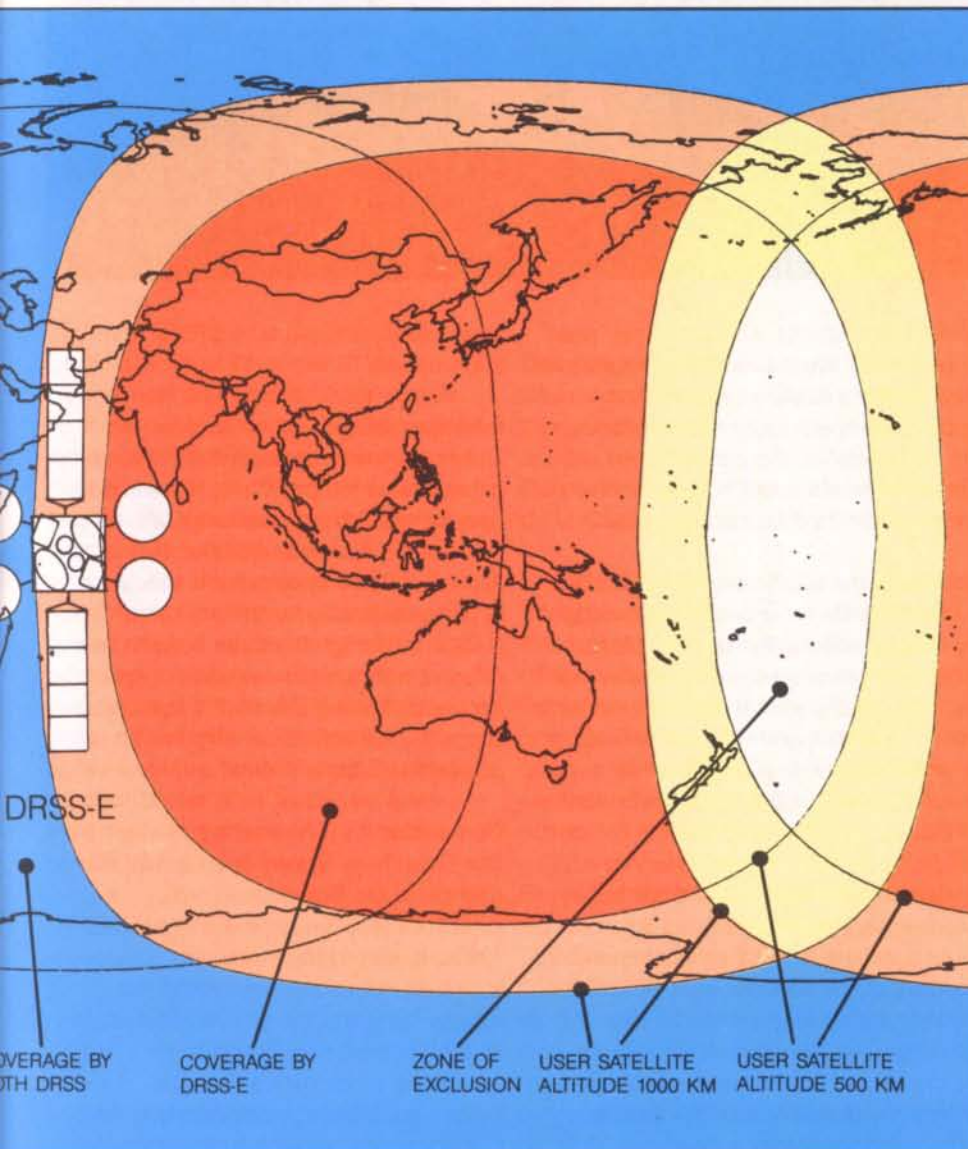 DRSS-E
OVERAGE BY
OTH DRSS
COVERAGE BY
DRSS-E
ZONE OF
EXCLUSION
USER SATELLITE
ALTITUDE 1000 KM
USER SATELLITE
ALTITUDE 500 KM